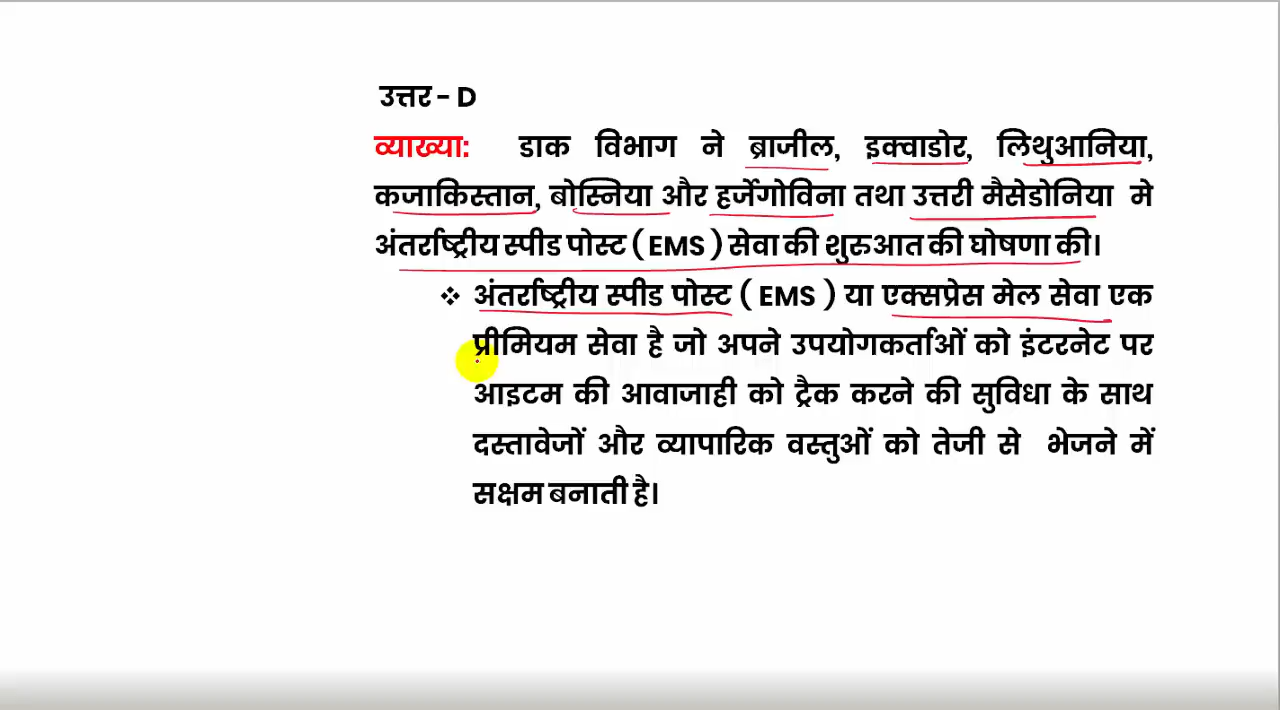 उत्तर – D
व्याख्या: डाक विभाग ने ब्राजील, इक्वाडोर, लिथुआनिया,
कजाकिस्तान, बोस्निया और हर्जेगोविना तथा उत्तरी मैसेडोनिया मे
अंतर्राष्ट्रीय स्पीड पोस्ट ( EMS ) सेवा की शुरुआत की घोषणा की।
❖ अंतर्राष्ट्रीय स्पीड पोस्ट ( EMS ) या एक्सप्रेस मेल सेवा एक
प्रीमियम सेवा है जो अपने उपयोगकर्ताओं को इंटरनेट पर
आइटम की आवाजाही को ट्रैक करने की सुविधा के साथ
दस्तावेजों और व्यापारिक वस्तुओं को तेजी से भेजने में
सक्षम बनाती है।